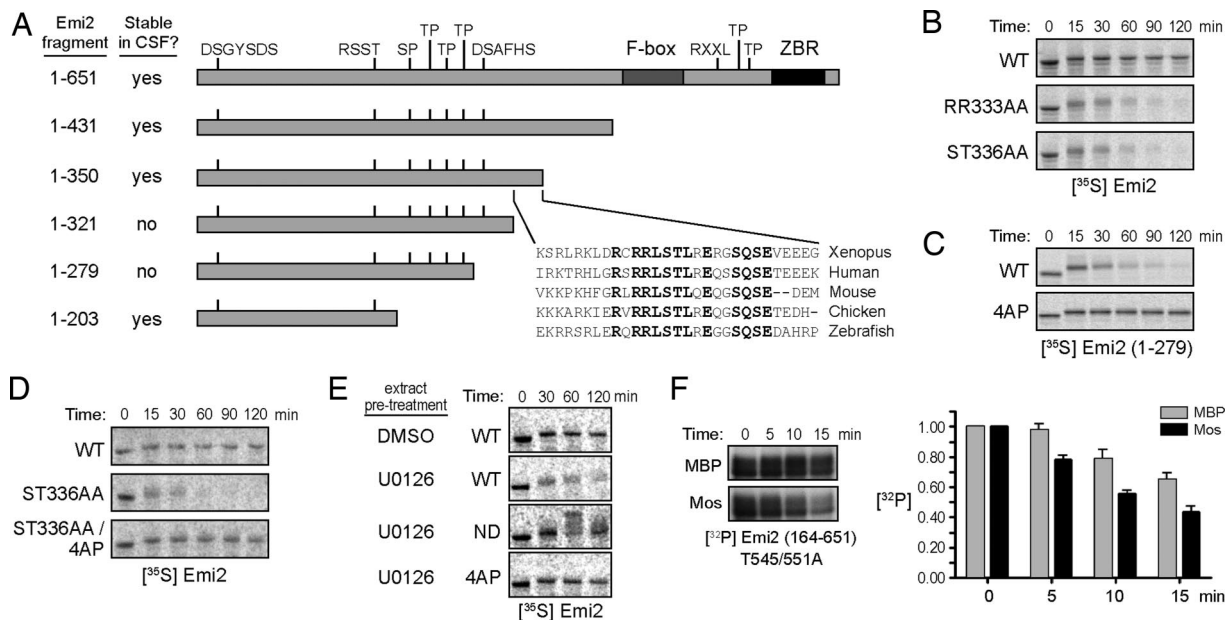 A
Emi2 fragment
Stable in CSF?
DSGYSDS RSST SP TP TP TP DSAFHS F-box RXXL TP TP ZBR
1-651 yes
1-431 yes
1-350 yes
1-321 no
1-279 no
1-203 yes
KSRLRKLDRCRRLSTLRERGSQSEVEEEG Xenopus
IRKTRHLGRSRRLSTLREQGSQSETEEEK Human
VKKPKHFGRLRRLSTLQEQGSQSE--DEM Mouse
KKKARKIERVRRLSTLREGGSQSETEDH- Chicken
EKRRSRLERQRRLSTLREGGSQSEDAHRP Zebrafish
B
Time: 0 15 30 60 90 120 min
WT
RR333AA
ST336AA
[³⁵S] Emi2
C
Time: 0 15 30 60 90 120 min
WT
4AP
[³⁵S] Emi2 (1-279)
D
Time: 0 15 30 60 90 120 min
WT
ST336AA
ST336AA / 4AP
[³⁵S] Emi2
E
extract pre-treatment
Time: 0 30 60 120 min
DMSO WT
U0126 WT
U0126 ND
U0126 4AP
[³⁵S] Emi2
F
Time: 0 5 10 15 min
MBP
Mos
[³²P] Emi2 (164-651)
T545/551A
MBP
Mos
[³²P]
1.00
0.80
0.60
0.40
0.20
0.00
0 5 10 15 min